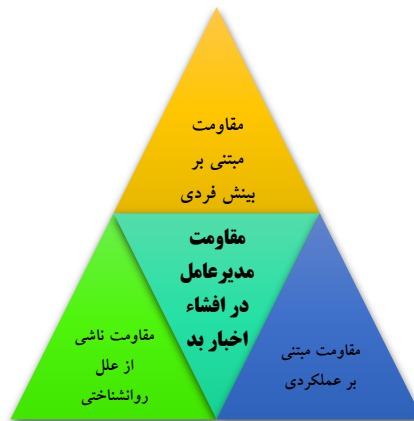 مقاومت
مبتنی بر
بینش فردی
مقاومت
مدیرعامل
در افشاء
اخبار بد
مقاومت مبتنی
بر عملکردی
مقاومت ناشی
از علل
روانشناختی